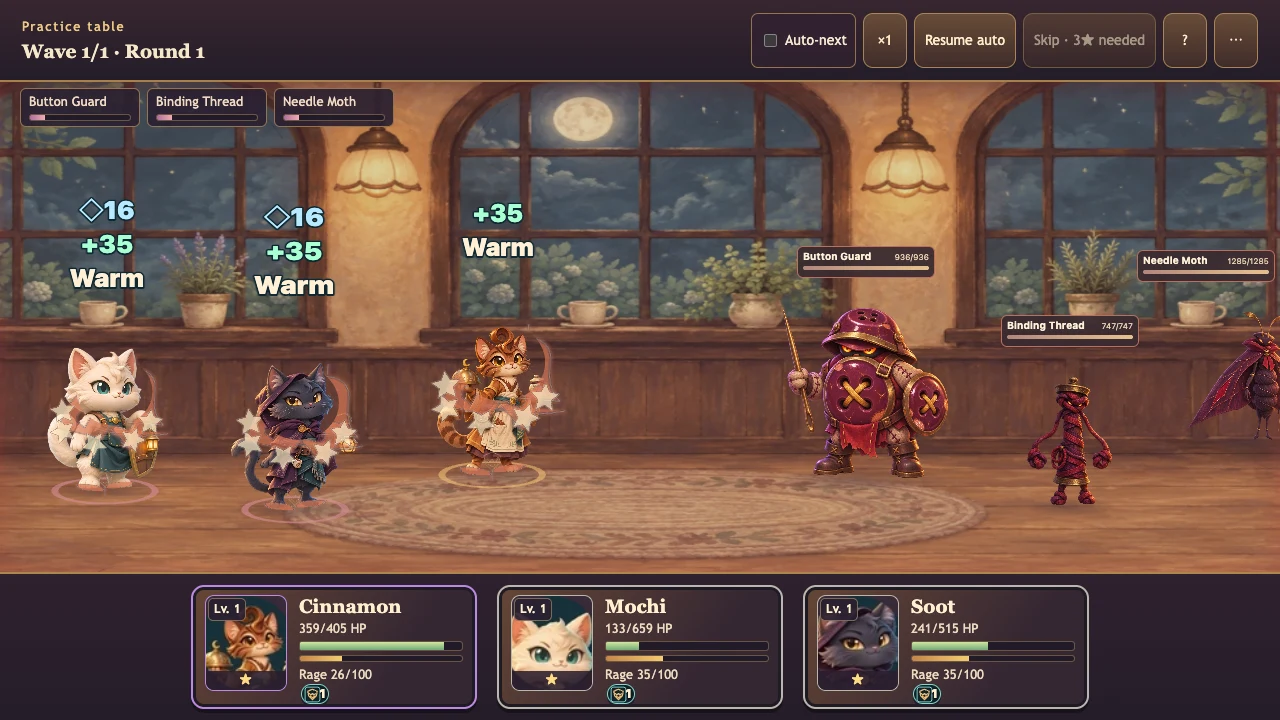 Practice table
Wave 1/1 · Round 1
Auto-next
×1
Resume auto
Skip · 3★ needed
?
···
Button Guard
Binding Thread
Needle Moth
◇16
+35
Warm
◇16
+35
Warm
+35
Warm
Button Guard 936/936
Binding Thread 747/747
Needle Moth 1285/1285
Lv. 1
Cinnamon
359/405 HP
Rage 26/100
1
Lv. 1
Mochi
133/659 HP
Rage 35/100
1
Lv. 1
Soot
241/515 HP
Rage 35/100
1